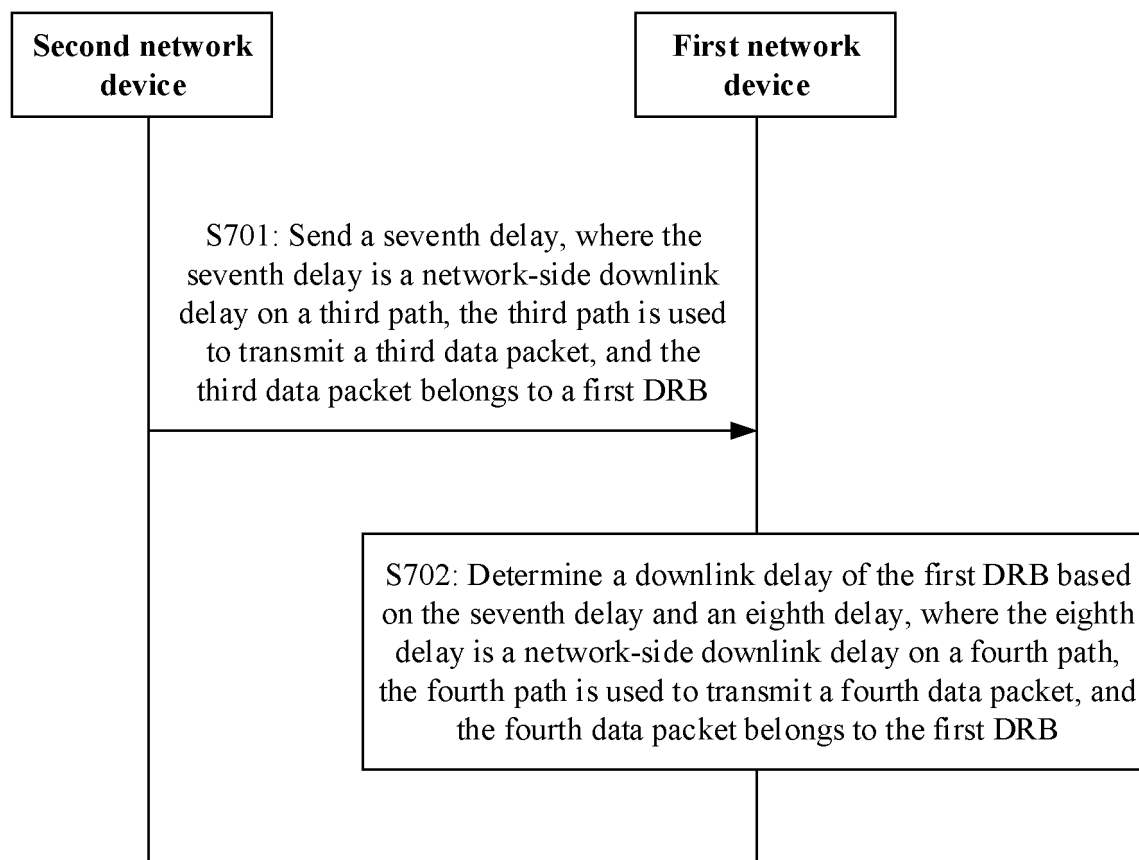 Second network
device
First network
device
S701: Send a seventh delay, where the
seventh delay is a network-side downlink
delay on a third path, the third path is used
to transmit a third data packet, and the
third data packet belongs to a first DRB
S702: Determine a downlink delay of the first DRB based
on the seventh delay and an eighth delay, where the eighth
delay is a network-side downlink delay on a fourth path,
the fourth path is used to transmit a fourth data packet, and
the fourth data packet belongs to the first DRB